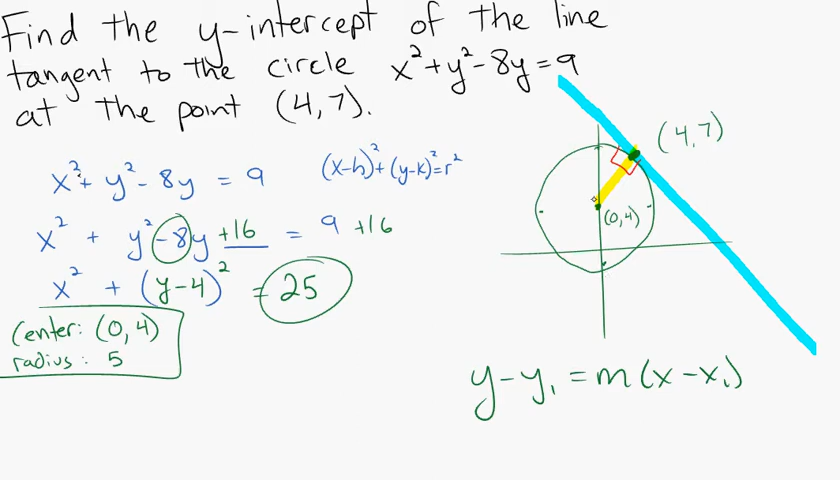 Find the y-intercept of the line
tangent to the circle x² + y² - 8y = 9
at the point (4,7).
x² + y² - 8y = 9
(x-h)² + (y-k)² = r²
x² + y² - 8y + 16 = 9 + 16
x² + (y-4)² = 25
Center: (0,4)
radius: 5
(4,7)
(0,4)
y - y₁ = m(x - x₁)